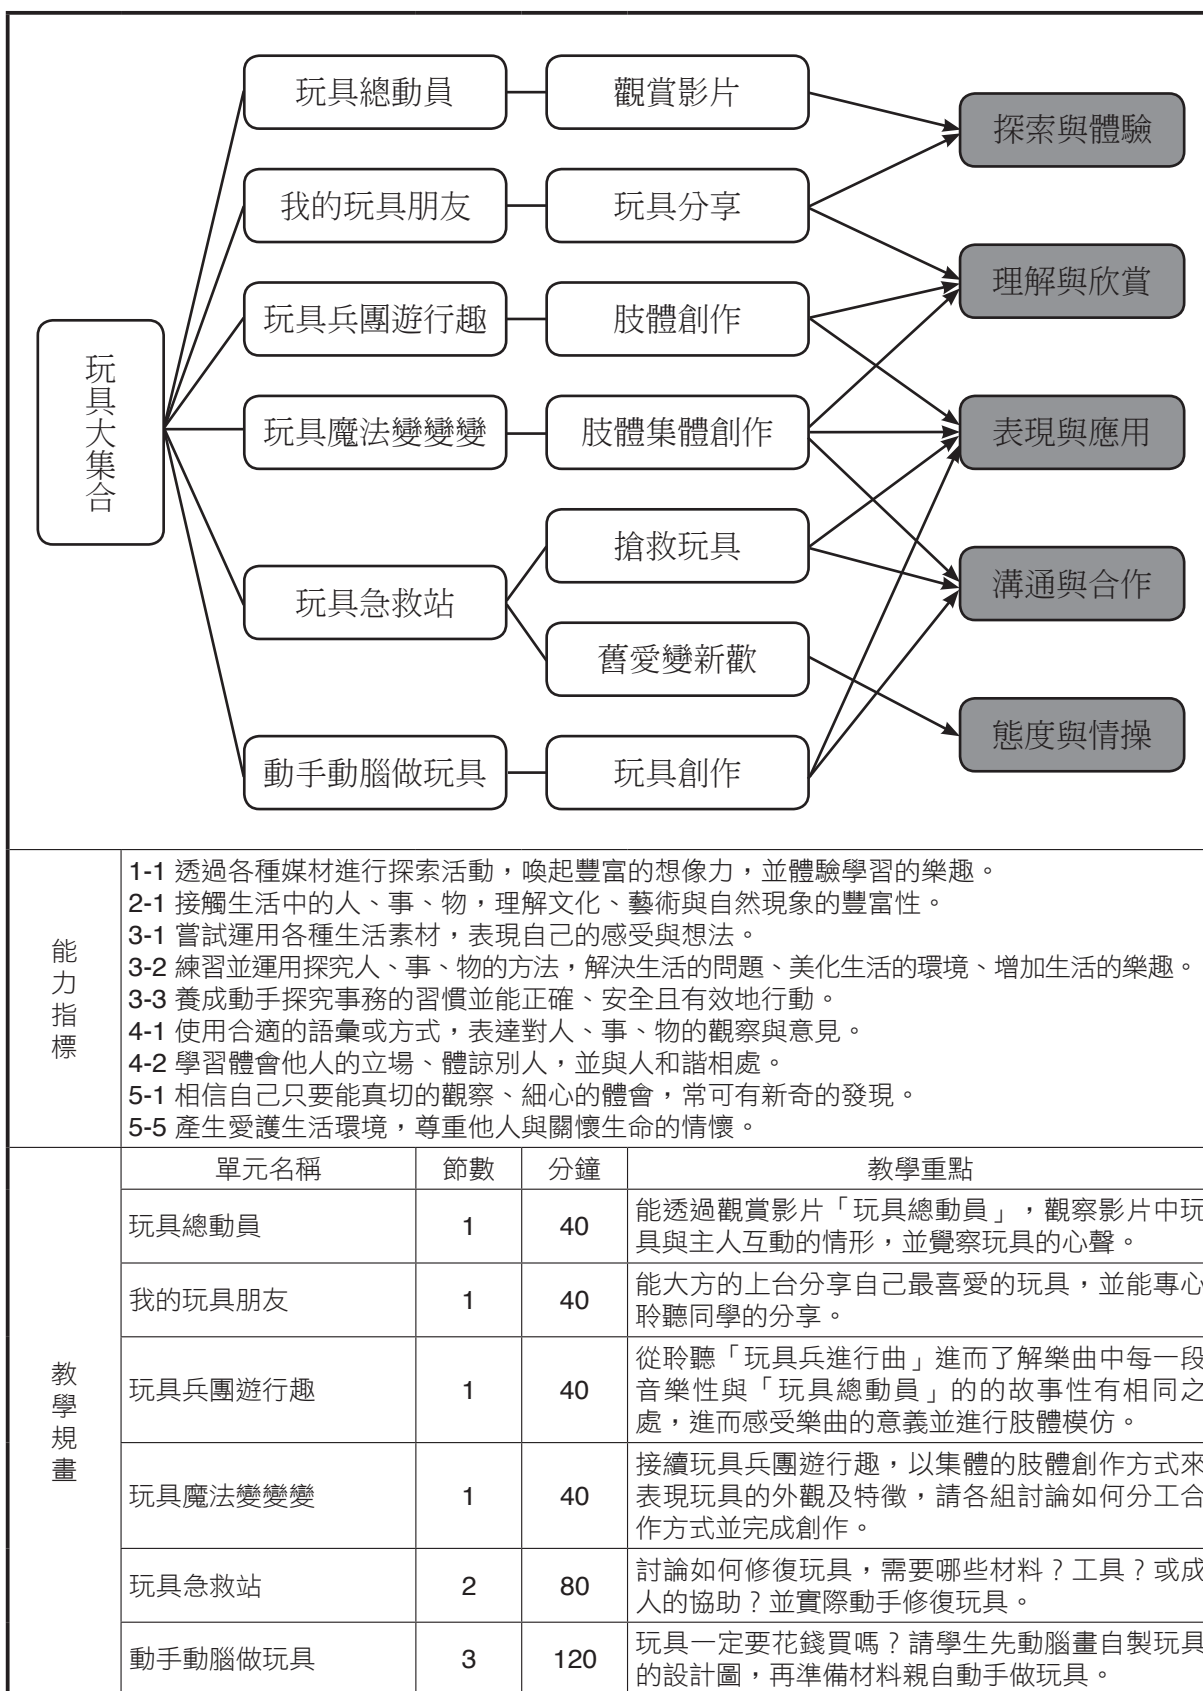 玩具大集合
玩具總動員
觀賞影片
探索與體驗
我的玩具朋友
玩具分享
理解與欣賞
玩具兵團遊行趣
肢體創作
玩具魔法變變變
肢體集體創作
表現與應用
玩具急救站
搶救玩具
溝通與合作
舊愛變新歡
態度與情操
動手動腦做玩具
玩具創作
能力指標
1-1 透過各種媒材進行探索活動，喚起豐富的想像力，並體驗學習的樂趣。
2-1 接觸生活中的人、事、物，理解文化、藝術與自然現象的豐富性。
3-1 嘗試運用各種生活素材，表現自己的感受與想法。
3-2 練習並運用探究人、事、物的方法，解決生活的問題、美化生活的環境、增加生活的樂趣。
3-3 養成動手探究事務的習慣並能正確、安全且有效地行動。
4-1 使用合適的語彙或方式，表達對人、事、物的觀察與意見。
4-2 學習體會他人的立場、體諒別人，並與人和諧相處。
5-1 相信自己只要能真切的觀察、細心的體會，常可有新奇的發現。
5-5 產生愛護生活環境，尊重他人與關懷生命的情懷。
教學規畫
單元名稱 節數 分鐘 教學重點
玩具總動員 1 40
能透過觀賞影片「玩具總動員」，觀察影片中玩
具與主人互動的情形，並覺察玩具的心聲。
我的玩具朋友 1 40
能大方的上台分享自己最喜愛的玩具，並能專心
聆聽同學的分享。
玩具兵團遊行趣 1 40
從聆聽「玩具兵進行曲」進而了解樂曲中每一段
音樂性與「玩具總動員」的的故事性有相同之
處，進而感受樂曲的意義並進行肢體模仿。
玩具魔法變變變 1 40
接續玩具兵團遊行趣，以集體的肢體創作方式來
表現玩具的外觀及特徵，請各組討論如何分工合
作方式並完成創作。
玩具急救站 2 80
討論如何修復玩具，需要哪些材料？工具？或成
人的協助？並實際動手修復玩具。
動手動腦做玩具 3 120
玩具一定要花錢買嗎？請學生先動腦畫自製玩具
的設計圖，再準備材料親自動手做玩具。